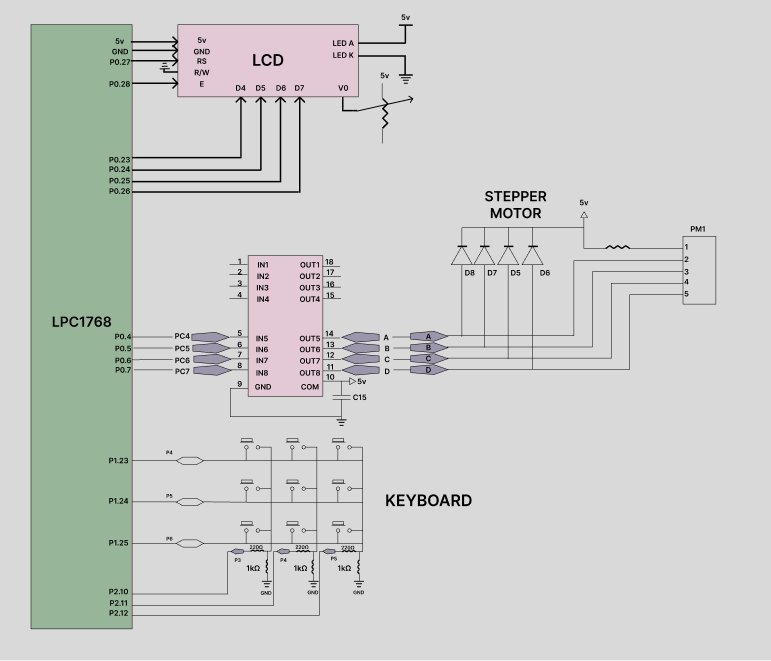 5v
5v
GND
P0.27
P0.28
5v
GND
RS
R/W
E
LCD
LED A
LED K
D4 D5 D6 D7 V0
5v
P0.23
P0.24
P0.25
P0.26
STEPPER
MOTOR
5v
PM1
1
2
3
4
5
D8 D7 D5 D6
LPC1768
1 IN1 OUT1 18
2 IN2 OUT2 17
3 IN3 OUT3 16
4 IN4 OUT4 15
P0.4 PC4 5 IN5 OUT5 14 A A
P0.5 PC5 6 IN6 OUT6 13 B B
P0.6 PC6 7 IN7 OUT7 12 C C
P0.7 PC7 8 IN8 OUT8 11 D D
9 GND COM 10 5v
C15
P1.23 P4
P1.24 P5
P1.25 P6
KEYBOARD
220Ω 220Ω 220Ω
P3 P4 P5
1kΩ 1kΩ 1kΩ
GND GND GND
P2.10
P2.11
P2.12